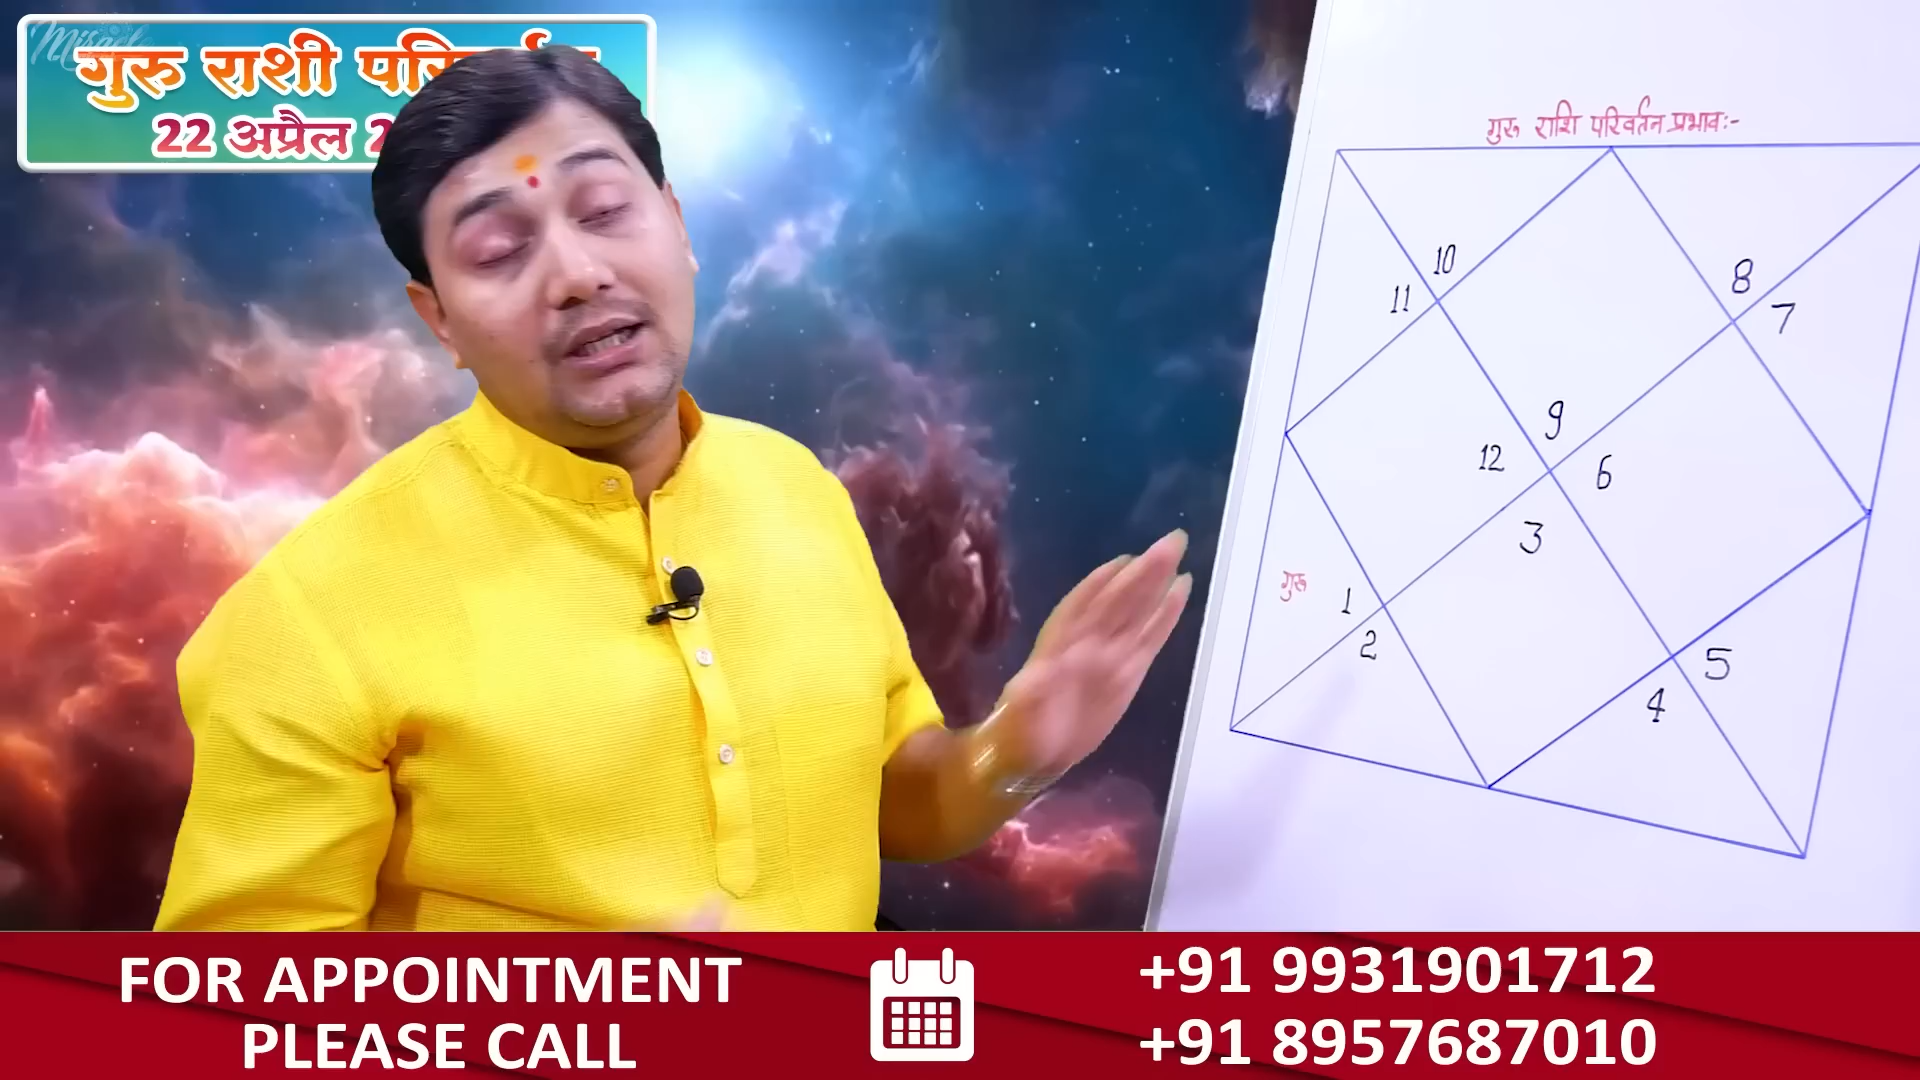 Miracle
गुरु राशी
22 अप्रैल
गुरु राशि परिवर्तन प्रभावः-
10
11
8
7
9
12
6
3
गुरु
1
2
5
4
FOR APPOINTMENT
PLEASE CALL
+91 9931901712
+91 8957687010